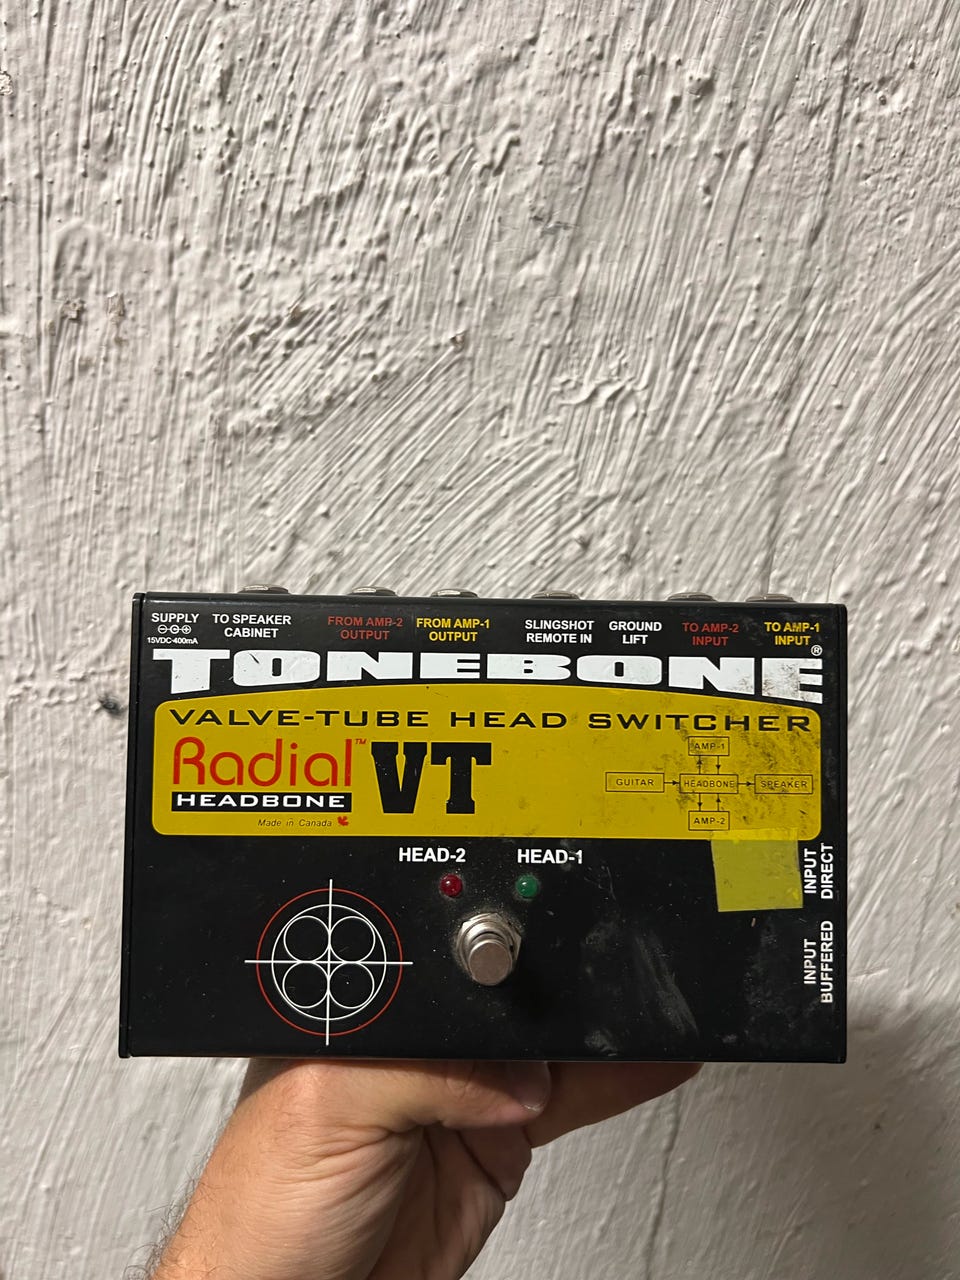 SUPPLY
15VDC-400mA
TO SPEAKER
CABINET
FROM AMP-2
OUTPUT
FROM AMP-1
OUTPUT
SLINGSHOT
REMOTE IN
GROUND
LIFT
TO AMP-2
INPUT
TO AMP-1
INPUT
TONEBONE®
VALVE-TUBE HEAD SWITCHER
Radial™
HEADBONE
VT
Made in Canada
AMP-1
GUITAR
HEADBONE
SPEAKER
AMP-2
HEAD-2
HEAD-1
INPUT
DIRECT
INPUT
BUFFERED